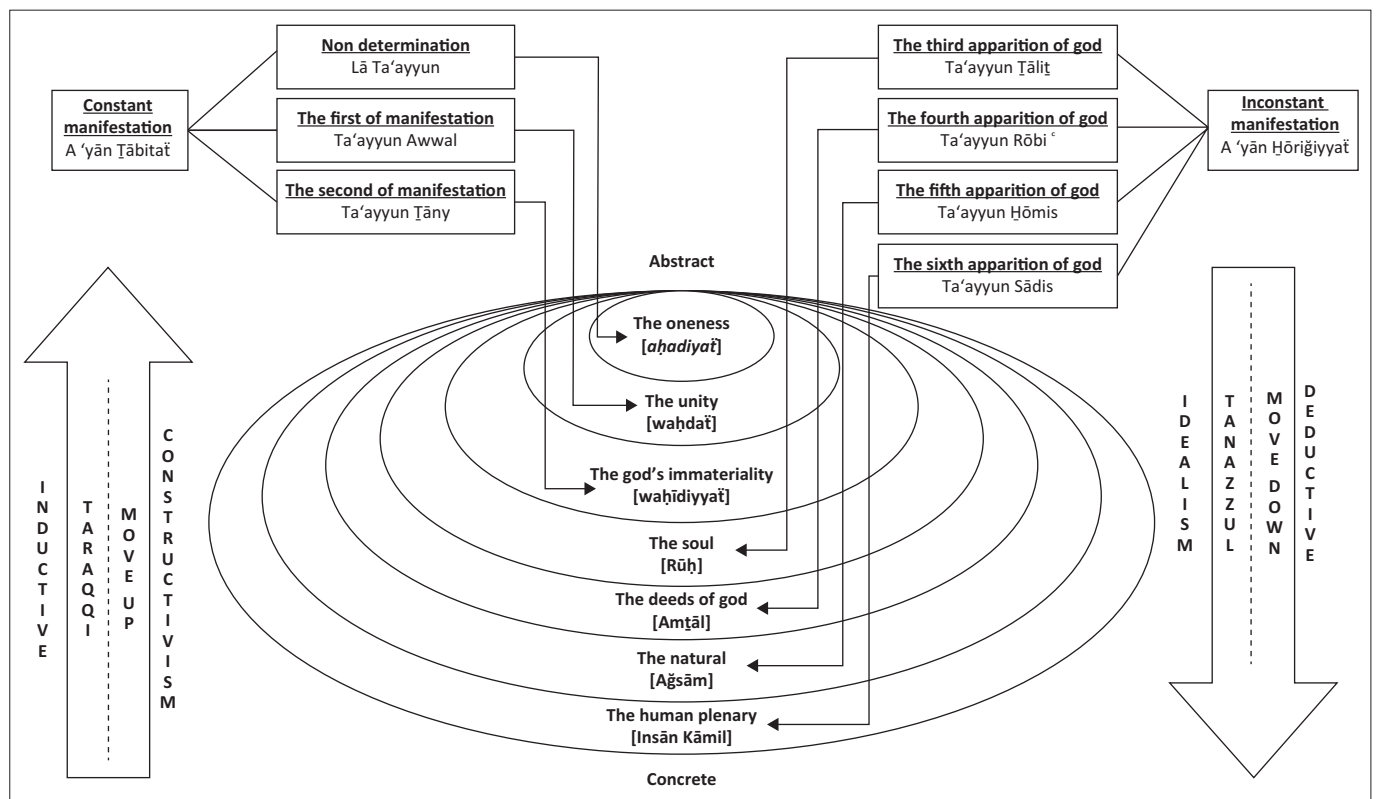 Non determination
Lā Ta‘ayyun
Constant
manifestation
A ‘yān Ṯābitaẗ
The first of manifestation
Ta‘ayyun Awwal
The second of manifestation
Ta‘ayyun Ṯāny
The third apparition of god
Ta‘ayyun Ṯāliṯ
The fourth apparition of god
Ta‘ayyun Rōbi ʿ
The fifth apparition of god
Ta‘ayyun H̱ōmis
The sixth apparition of god
Ta‘ayyun Sādis
Inconstant
manifestation
A ‘yān H̱ōriğiyyaẗ
Abstract
The oneness
[aḥadiyaẗ]
The unity
[waḥdaẗ]
The god’s immateriality
[waḥīdiyyaẗ]
The soul
[Rūḥ]
The deeds of god
[Amṯāl]
The natural
[Ağsām]
The human plenary
[Insān Kāmil]
Concrete
INDUCTIVE
TARAQQI
MOVE UP
CONSTRUCTIVISM
IDEALISM
TANAZZUL
MOVE DOWN
DEDUCTIVE